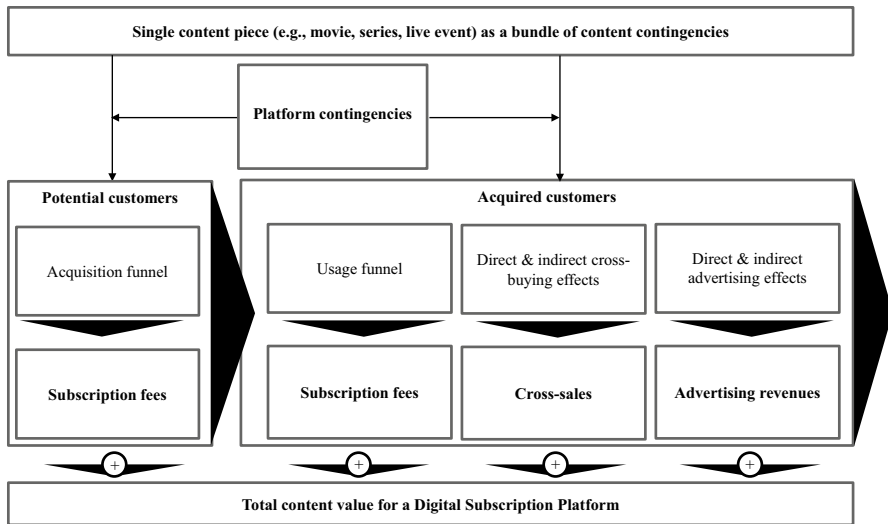 Single content piece (e.g., movie, series, live event) as a bundle of content contingencies
Platform contingencies
Potential customers
Acquired customers
Acquisition funnel
Usage funnel
Direct & indirect cross-
buying effects
Direct & indirect
advertising effects
Subscription fees
Subscription fees
Cross-sales
Advertising revenues
+
+
+
+
Total content value for a Digital Subscription Platform